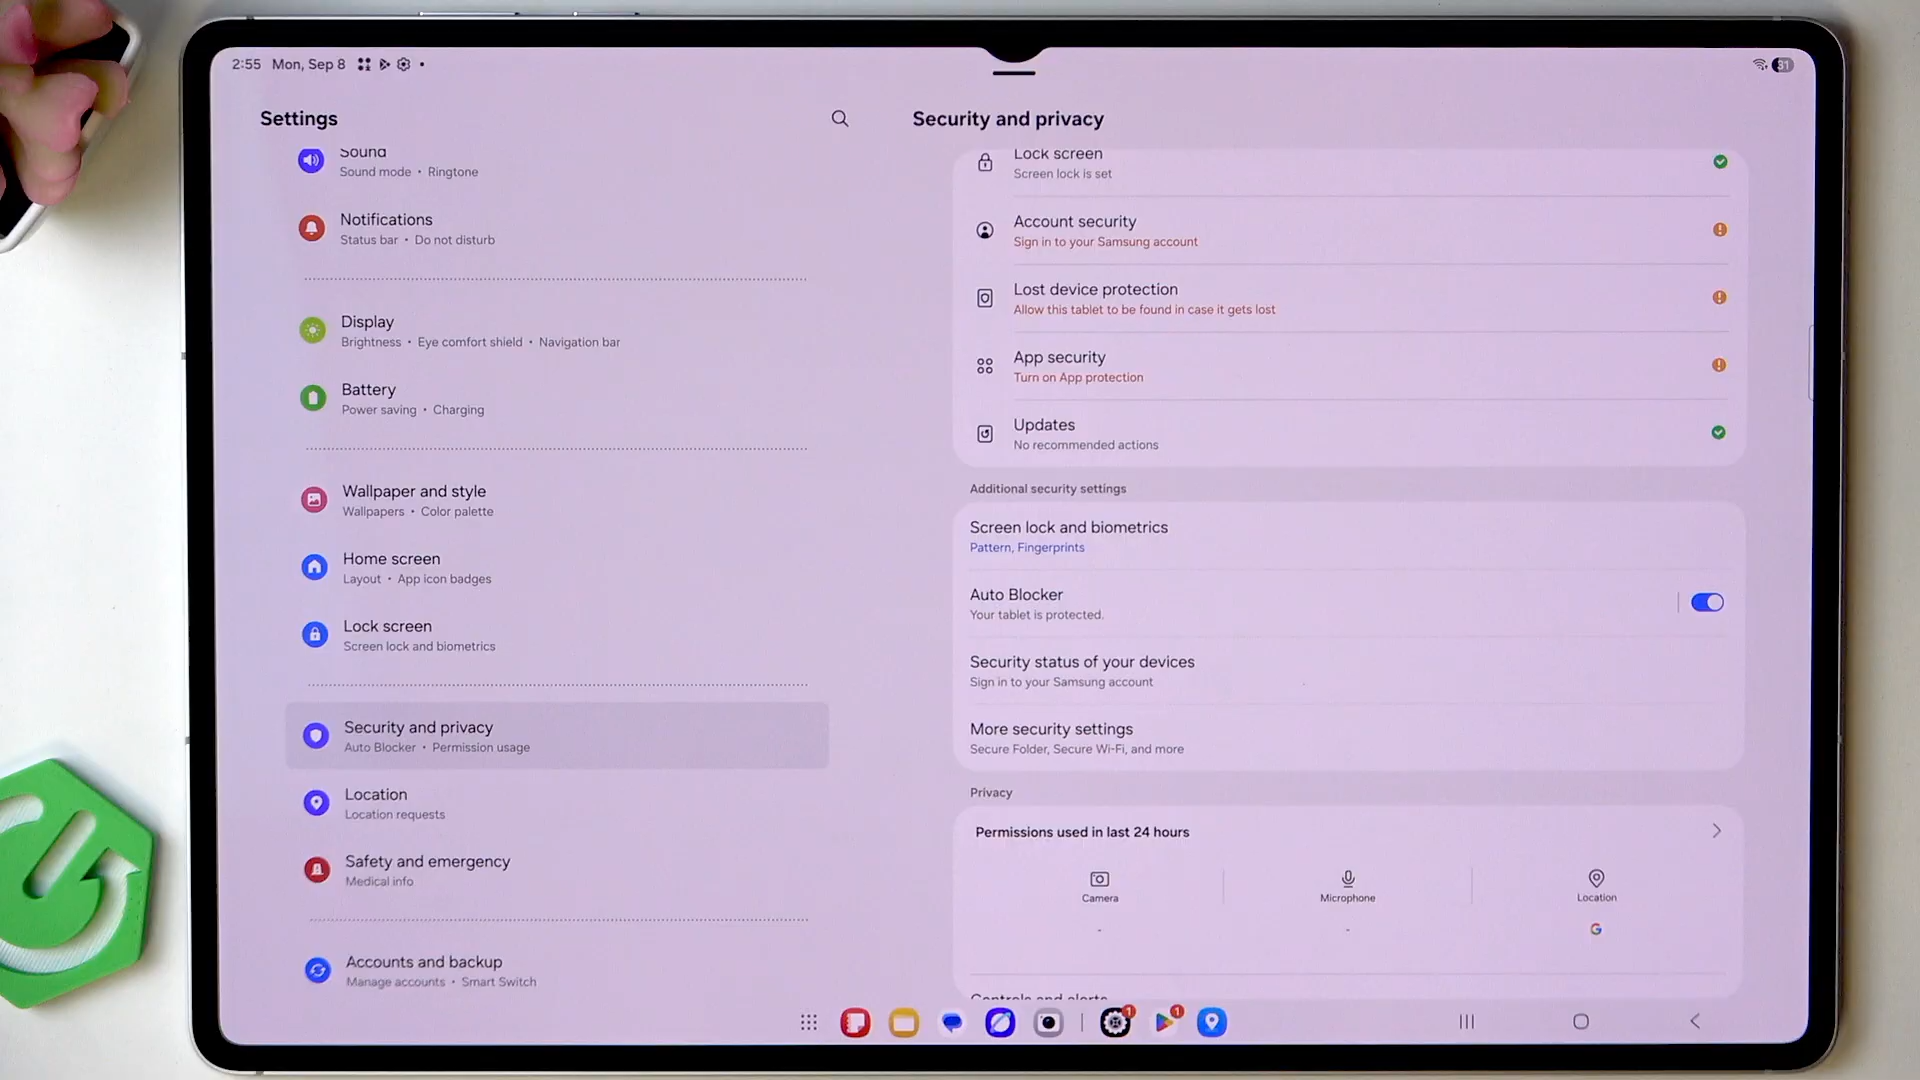 2:55 Mon, Sep 8
31
Settings
Sound
Sound mode • Ringtone
Notifications
Status bar • Do not disturb
Display
Brightness • Eye comfort shield • Navigation bar
Battery
Power saving • Charging
Wallpaper and style
Wallpapers • Color palette
Home screen
Layout • App icon badges
Lock screen
Screen lock and biometrics
Security and privacy
Auto Blocker • Permission usage
Location
Location requests
Safety and emergency
Medical info
Accounts and backup
Manage accounts • Smart Switch
Security and privacy
Lock screen
Screen lock is set
Account security
Sign in to your Samsung account
Lost device protection
Allow this tablet to be found in case it gets lost
App security
Turn on App protection
Updates
No recommended actions
Additional security settings
Screen lock and biometrics
Pattern, Fingerprints
Auto Blocker
Your tablet is protected.
Security status of your devices
Sign in to your Samsung account
More security settings
Secure Folder, Secure Wi-Fi, and more
Privacy
Permissions used in last 24 hours
Camera
Microphone
Location
-
-
G
Controls and alerts
1
1